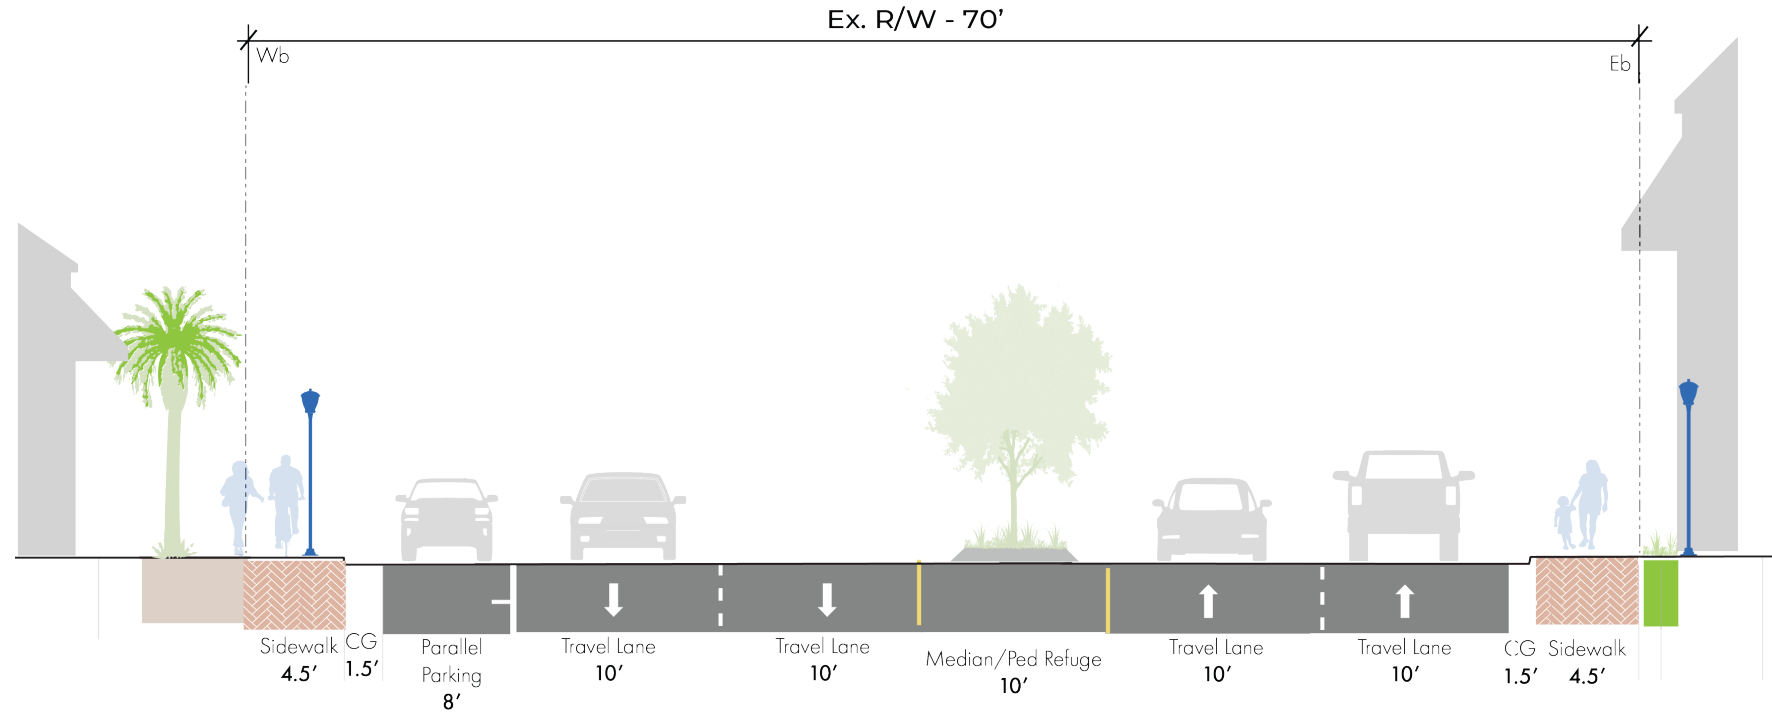 Ex. R/W - 70’
Wb
Eb
Sidewalk
4.5’
CG
1.5’
Parallel
Parking
8’
Travel Lane
10’
Travel Lane
10’
Median/Ped Refuge
10’
Travel Lane
10’
Travel Lane
10’
CG
1.5’
Sidewalk
4.5’